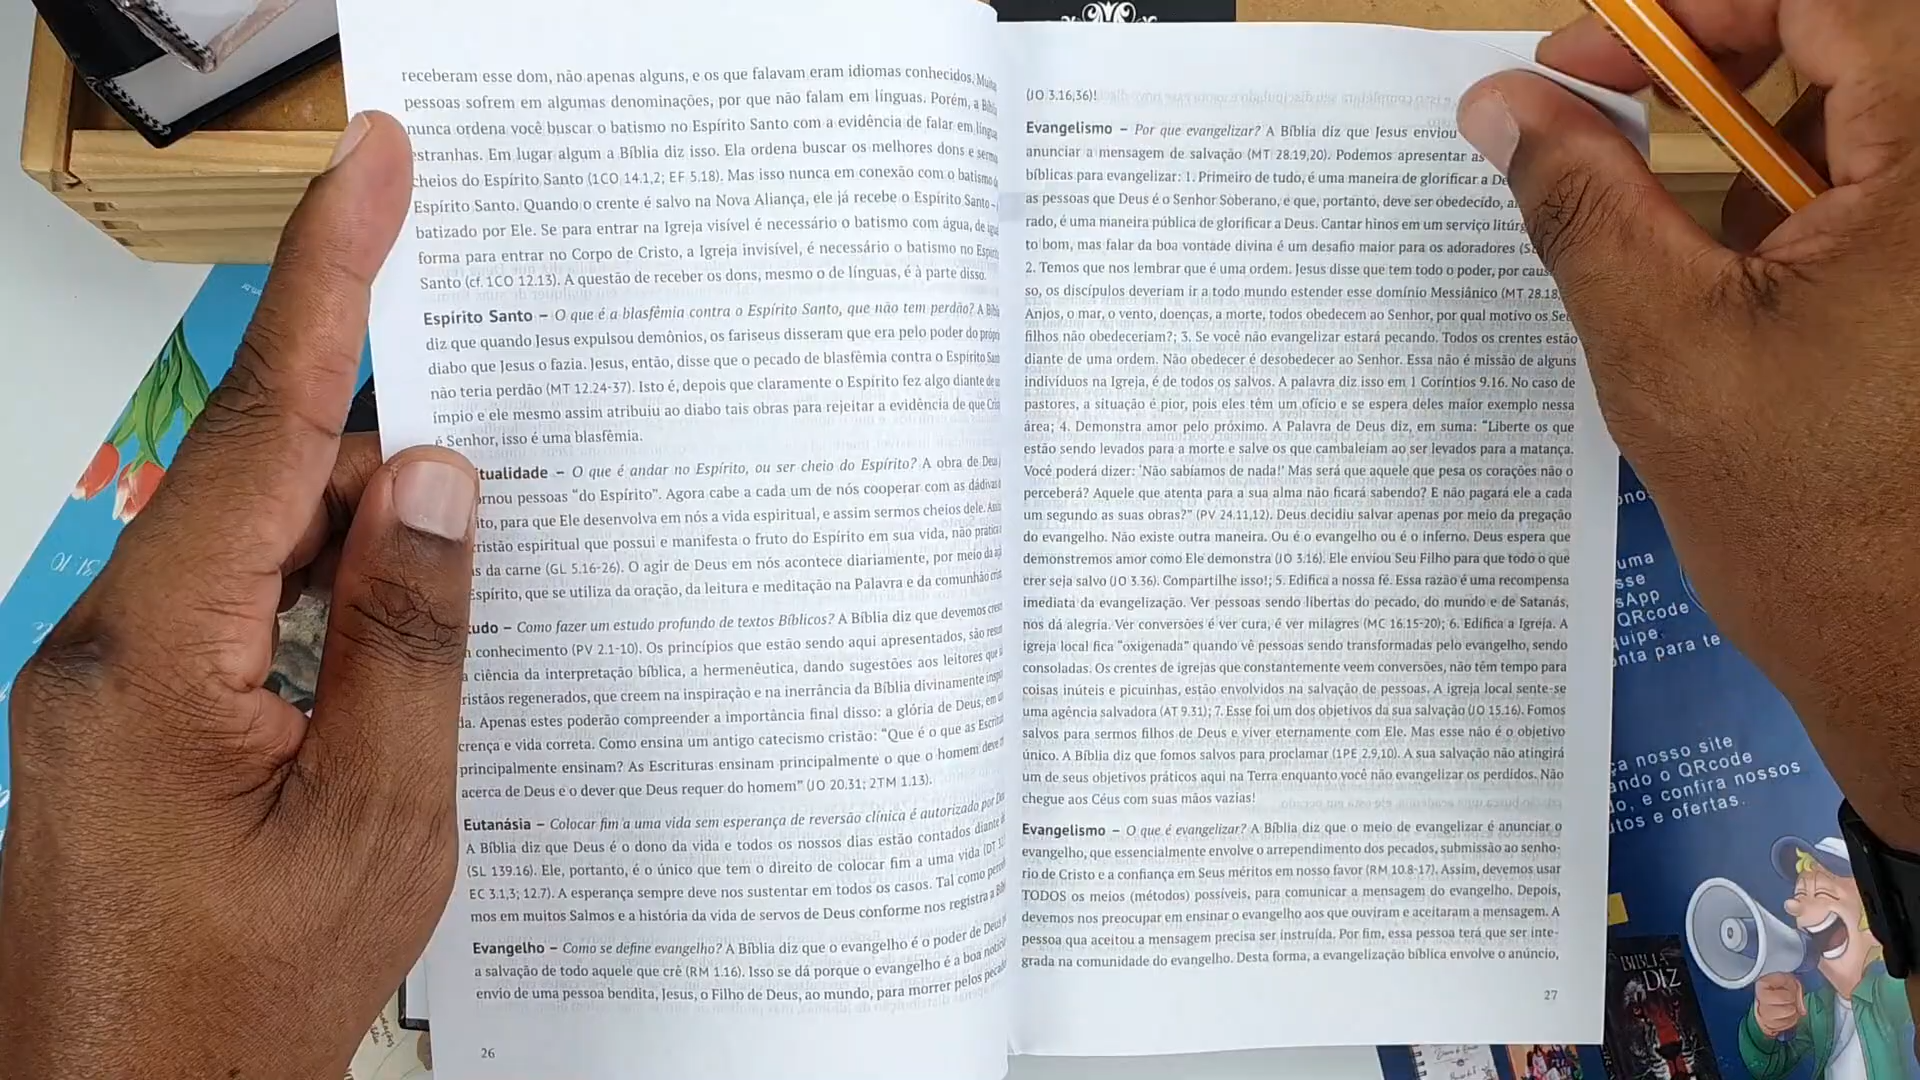 receberam esse dom, não apenas alguns, e os que falavam eram idiomas conhecidos. Muitas
pessoas sofrem em algumas denominações, por que não falam em línguas. Porém, a Bíblia
nunca ordena você buscar o batismo no Espírito Santo com a evidência de falar em línguas
estranhas. Em lugar algum a Bíblia diz isso. Ela ordena buscar os melhores dons e sermos
cheios do Espírito Santo (1CO 14.1,2; EF 5.18). Mas isso nunca em conexão com o batismo
Espírito Santo. Quando o crente é salvo na Nova Aliança, ele já recebe o Espírito Santo –
batizado por Ele. Se para entrar na Igreja visível é necessário o batismo com água, de igual
forma para entrar no Corpo de Cristo, a Igreja invisível, é necessário o batismo no Espírito
Santo (cf. 1CO 12.13). A questão de receber os dons, mesmo o de línguas, é à parte disso.
Espírito Santo – O que é a blasfêmia contra o Espírito Santo, que não tem perdão? A Bíblia
diz que quando Jesus expulsou demônios, os fariseus disseram que era pelo poder do próprio
diabo que Jesus o fazia. Jesus, então, disse que o pecado de blasfêmia contra o Espírito Santo
não teria perdão (MT 12.24-37). Isto é, depois que claramente o Espírito fez algo diante de
ímpio e ele mesmo assim atribuiu ao diabo tais obras para rejeitar a evidência de que Cristo
é Senhor, isso é uma blasfêmia.
tualidade – O que é andar no Espírito, ou ser cheio do Espírito? A obra de Deus
ornou pessoas “do Espírito”. Agora cabe a cada um de nós cooperar com as dádivas
ito, para que Ele desenvolva em nós a vida espiritual, e assim sermos cheios dele.
ristão espiritual que possui e manifesta o fruto do Espírito em sua vida, não pratica
s da carne (GL 5.16-26). O agir de Deus em nós acontece diariamente, por meio da
Espírito, que se utiliza da oração, da leitura e meditação na Palavra e da comunhão
tudo – Como fazer um estudo profundo de textos Bíblicos? A Bíblia diz que devemos
conhecimento (PV 2.1-10). Os princípios que estão sendo aqui apresentados, são
a ciência da interpretação bíblica, a hermenêutica, dando sugestões aos leitores que
ristãos regenerados, que creem na inspiração e na inerrância da Bíblia divinamente
da. Apenas estes poderão compreender a importância final disso: a glória de Deus, em
crença e vida correta. Como ensina um antigo catecismo cristão: “Que é o que as
principalmente ensinam? As Escrituras ensinam principalmente o que o homem deve
acerca de Deus e o dever que Deus requer do homem” (JO 20.31; 2TM 1.13).
Eutanásia – Colocar fim a uma vida sem esperança de reversão clínica é autorizado por Deus
A Bíblia diz que Deus é o dono da vida e todos os nossos dias estão contados diante
(SL 139.16). Ele, portanto, é o único que tem o direito de colocar fim a uma vida (DT
EC 3.1,3; 12.7). A esperança sempre deve nos sustentar em todos os casos. Tal como
mos em muitos Salmos e a história da vida de servos de Deus conforme nos registra a
Evangelho – Como se define evangelho? A Bíblia diz que o evangelho é o poder de Deus
a salvação de todo aquele que crê (RM 1.16). Isso se dá porque o evangelho é a boa notícia
envio de uma pessoa bendita, Jesus, o Filho de Deus, ao mundo, para morrer pelos
26
(JO 3.16,36)!
Evangelismo – Por que evangelizar? A Bíblia diz que Jesus enviou
anunciar a mensagem de salvação (MT 28.19,20). Podemos apresentar as
bíblicas para evangelizar: 1. Primeiro de tudo, é uma maneira de glorificar a
as pessoas que Deus é o Senhor Soberano, e que, portanto, deve ser obedecido,
rado, é uma maneira pública de glorificar a Deus. Cantar hinos em um serviço
to bom, mas falar da boa vontade divina é um desafio maior para os adoradores
2. Temos que nos lembrar que é uma ordem. Jesus disse que tem todo o poder, por
so, os discípulos deveriam ir a todo mundo estender esse domínio Messiânico (MT 28.18,
Anjos, o mar, o vento, doenças, a morte, todos obedecem ao Senhor, por qual motivo os
filhos não obedeceriam?; 3. Se você não evangelizar estará pecando. Todos os crentes estão
diante de uma ordem. Não obedecer é desobedecer ao Senhor. Essa não é missão de alguns
indivíduos na Igreja, é de todos os salvos. A palavra diz isso em 1 Coríntios 9.16. No caso de
pastores, a situação é pior, pois eles têm um ofício e se espera deles maior exemplo nessa
área; 4. Demonstra amor pelo próximo. A Palavra de Deus diz, em suma: “Liberte os que
estão sendo levados para a morte e salve os que cambaleiam ao ser levados para a matança.
Você poderá dizer: ‘Não sabíamos de nada!’ Mas será que aquele que pesa os corações não o
perceberá? Aquele que atenta para a sua alma não ficará sabendo? E não pagará ele a cada
um segundo as suas obras?” (PV 24.11,12). Deus decidiu salvar apenas por meio da pregação
do evangelho. Não existe outra maneira. Ou é o evangelho ou é o inferno. Deus espera que
demonstremos amor como Ele demonstra (JO 3.16). Ele enviou Seu Filho para que todo o que
crer seja salvo (JO 3.36). Compartilhe isso!; 5. Edifica a nossa fé. Essa razão é uma recompensa
imediata da evangelização. Ver pessoas sendo libertas do pecado, do mundo e de Satanás,
nos dá alegria. Ver conversões é ver cura, é ver milagres (MC 16.15-20); 6. Edifica a Igreja. A
igreja local fica “oxigenada” quando vê pessoas sendo transformadas pelo evangelho, sendo
consoladas. Os crentes de igrejas que constantemente veem conversões, não têm tempo para
coisas inúteis e picuinhas, estão envolvidos na salvação de pessoas. A igreja local sente-se
uma agência salvadora (AT 9.31); 7. Esse foi um dos objetivos da sua salvação (JO 15.16). Fomos
salvos para sermos filhos de Deus e viver eternamente com Ele. Mas esse não é o objetivo
único. A Bíblia diz que fomos salvos para proclamar (1PE 2.9,10). A sua salvação não atingirá
um de seus objetivos práticos aqui na Terra enquanto você não evangelizar os perdidos. Não
chegue aos Céus com suas mãos vazias!
Evangelismo – O que é evangelizar? A Bíblia diz que o meio de evangelizar é anunciar o
evangelho, que essencialmente envolve o arrependimento dos pecados, submissão ao senho-
rio de Cristo e a confiança em Seus méritos em nosso favor (RM 10.8-17). Assim, devemos usar
TODOS os meios (métodos) possíveis, para comunicar a mensagem do evangelho. Depois,
devemos nos preocupar em ensinar o evangelho aos que ouviram e aceitaram a mensagem. A
pessoa qua aceitou a mensagem precisa ser instruída. Por fim, essa pessoa terá que ser inte-
grada na comunidade do evangelho. Desta forma, a evangelização bíblica envolve o anúncio,
27
uma
sse
sApp
QRcode
uipe.
nta para te
ça nosso site
ando o QRcode
o, e confira nossos
tos e ofertas.
BIBLIA
DIZ
31:10